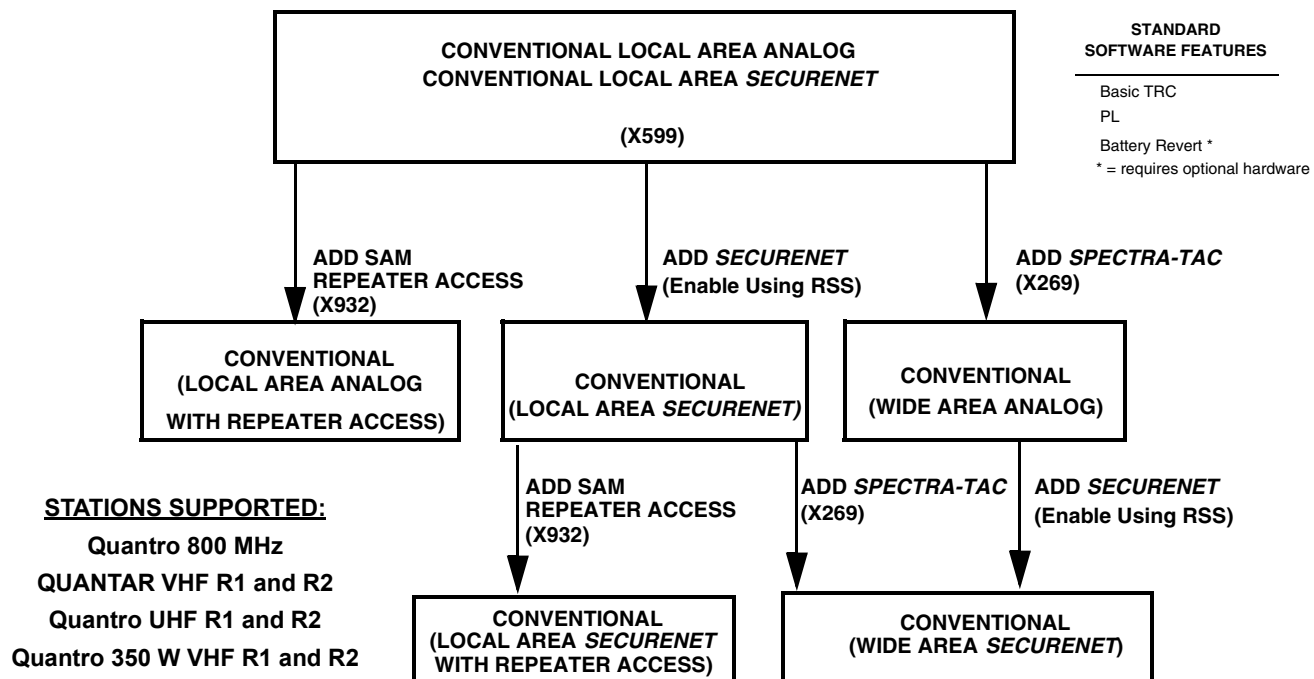 CONVENTIONAL LOCAL AREA ANALOG
CONVENTIONAL LOCAL AREA SECURENET
(X599)
STANDARD
SOFTWARE FEATURES
Basic TRC
PL
Battery Revert *
* = requires optional hardware
ADD SAM
REPEATER ACCESS
(X932)
ADD SECURENET
(Enable Using RSS)
ADD SPECTRA-TAC
(X269)
CONVENTIONAL
(LOCAL AREA ANALOG
WITH REPEATER ACCESS)
CONVENTIONAL
(LOCAL AREA SECURENET)
CONVENTIONAL
(WIDE AREA ANALOG)
ADD SAM
REPEATER ACCESS
(X932)
ADD SPECTRA-TAC
(X269)
ADD SECURENET
(Enable Using RSS)
STATIONS SUPPORTED:
Quantro 800 MHz
QUANTAR VHF R1 and R2
Quantro UHF R1 and R2
Quantro 350 W VHF R1 and R2
CONVENTIONAL
(LOCAL AREA SECURENET
WITH REPEATER ACCESS)
CONVENTIONAL
(WIDE AREA SECURENET)